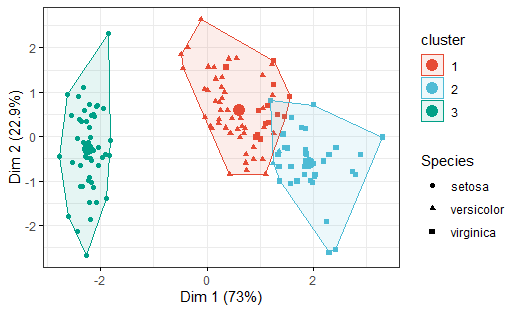 2
1
0
-1
-2
Dim 2 (22.9%)
-2
0
2
Dim 1 (73%)
cluster
1
2
3
Species
setosa
versicolor
virginica